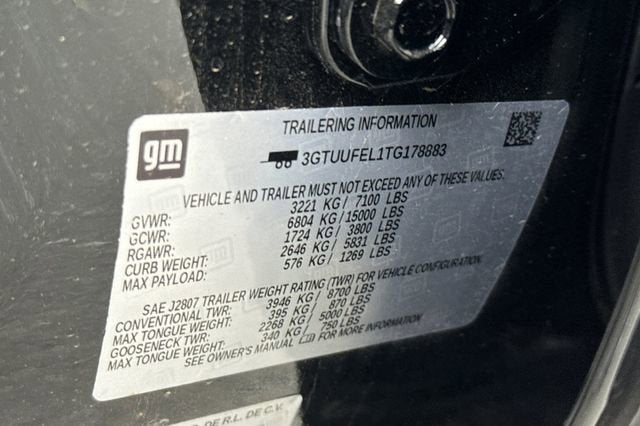 gm
TRAILERING INFORMATION
3GTUUFEL1TG178883
VEHICLE AND TRAILER MUST NOT EXCEED ANY OF THESE VALUES.
GVWR: 3221 KG / 7100 LBS
GCWR: 6804 KG / 15000 LBS
RGAWR: 1724 KG / 3800 LBS
CURB WEIGHT: 2646 KG / 5831 LBS
MAX PAYLOAD: 576 KG / 1269 LBS
SAE J2807 TRAILER WEIGHT RATING (TWR) FOR VEHICLE CONFIGURATION.
CONVENTIONAL TWR: 3946 KG / 8700 LBS
MAX TONGUE WEIGHT: 395 KG / 870 LBS
GOOSENECK TWR: 2268 KG / 5000 LBS
MAX TONGUE WEIGHT: 340 KG / 750 LBS
SEE OWNER'S MANUAL FOR MORE INFORMATION
DE R.L. DE C.V.